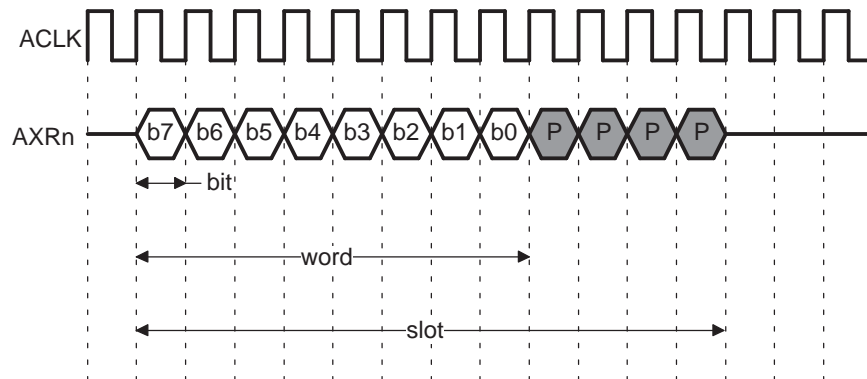 ACLK
AXRn b7 b6 b5 b4 b3 b2 b1 b0 P P P P
bit
word
slot